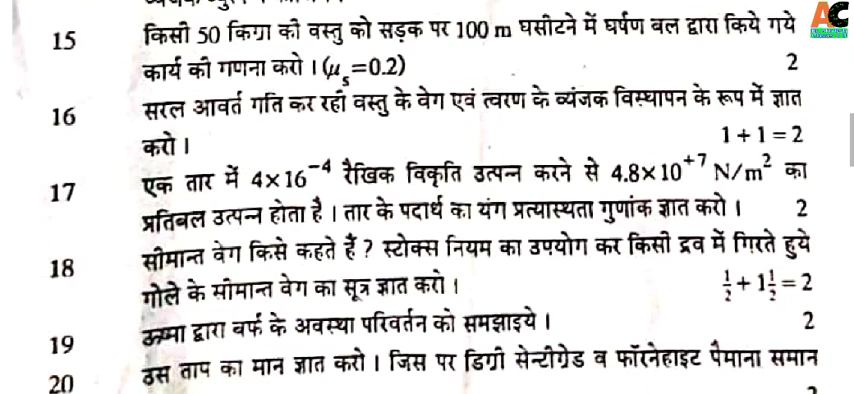 AC
15 किसी 50 किग्रा की वस्तु को सड़क पर 100 m घसीटने में घर्षण बल द्वारा किये गये
कार्य की गणना करो । (μs=0.2) 2
16 सरल आवर्त गति कर रही वस्तु के वेग एवं त्वरण के व्यंजक विस्थापन के रूप में ज्ञात
करो । 1 + 1 = 2
17 एक तार में 4×16⁻⁴ रैखिक विकृति उत्पन्न करने से 4.8×10⁺⁷ N/m² का
प्रतिबल उत्पन्न होता है । तार के पदार्थ का यंग प्रत्यास्थता गुणांक ज्ञात करो । 2
18 सीमान्त वेग किसे कहते हैं ? स्टोक्स नियम का उपयोग कर किसी द्रव में गिरते हुये
गोले के सीमान्त वेग का सूत्र ज्ञात करो । ½ + 1½ = 2
19 ऊष्मा द्वारा बर्फ के अवस्था परिवर्तन को समझाइये । 2
20 उस ताप का मान ज्ञात करो । जिस पर डिग्री सेन्टीग्रेड व फॉरनेहाइट पैमाना समान